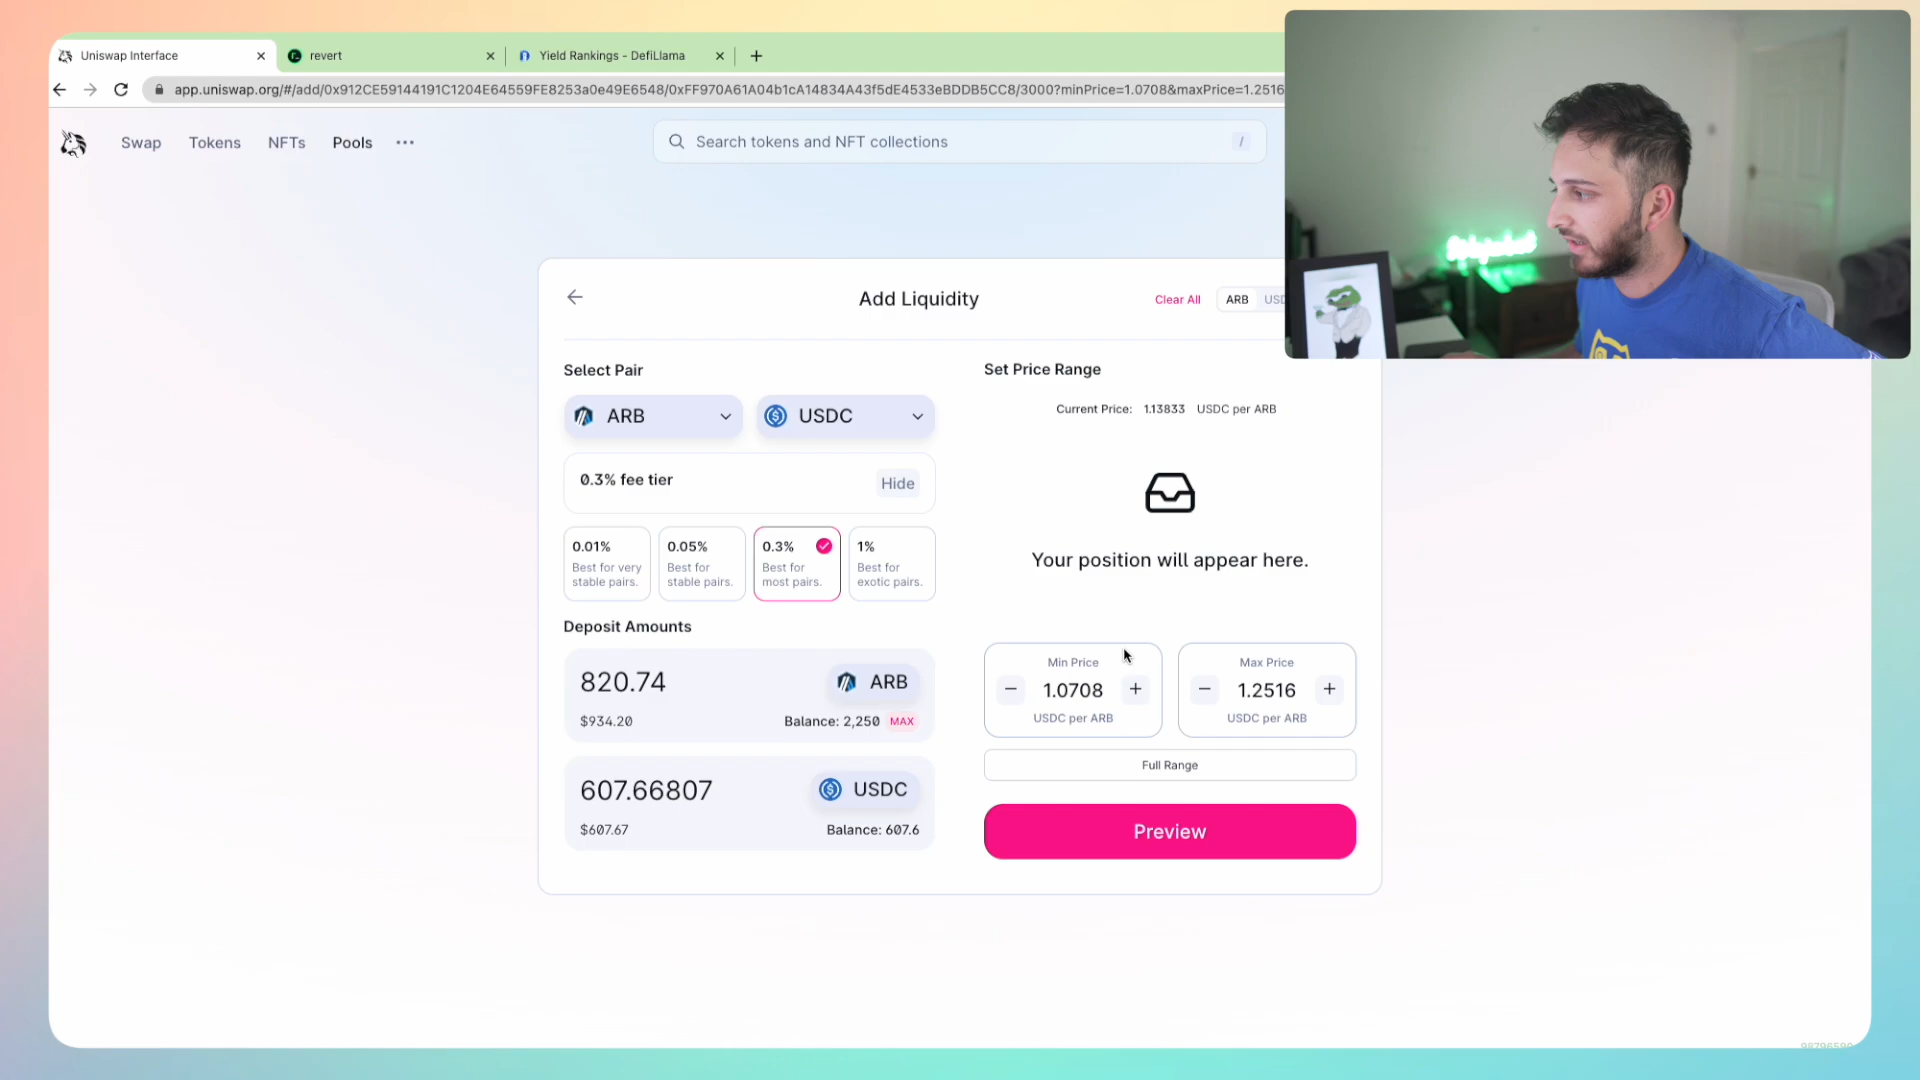 Uniswap Interface
revert
Yield Rankings - DefiLlama
app.uniswap.org/#/add/0x912CE59144191C1204E64559FE8253a0e49E6548/0xFF970A61A04b1cA14834A43f5dE4533eBDDB5CC8/3000?minPrice=1.0708&maxPrice=1.2516
Swap
Tokens
NFTs
Pools
Search tokens and NFT collections
/
Add Liquidity
Clear All
ARB
USD
Select Pair
ARB
USDC
0.3% fee tier
Hide
0.01%
Best for very
stable pairs.
0.05%
Best for
stable pairs.
0.3%
Best for
most pairs.
1%
Best for
exotic pairs.
Deposit Amounts
820.74
ARB
$934.20
Balance: 2,250 MAX
607.66807
USDC
$607.67
Balance: 607.6
Set Price Range
Current Price: 1.13833 USDC per ARB
Your position will appear here.
Min Price
1.0708
USDC per ARB
Max Price
1.2516
USDC per ARB
Full Range
Preview